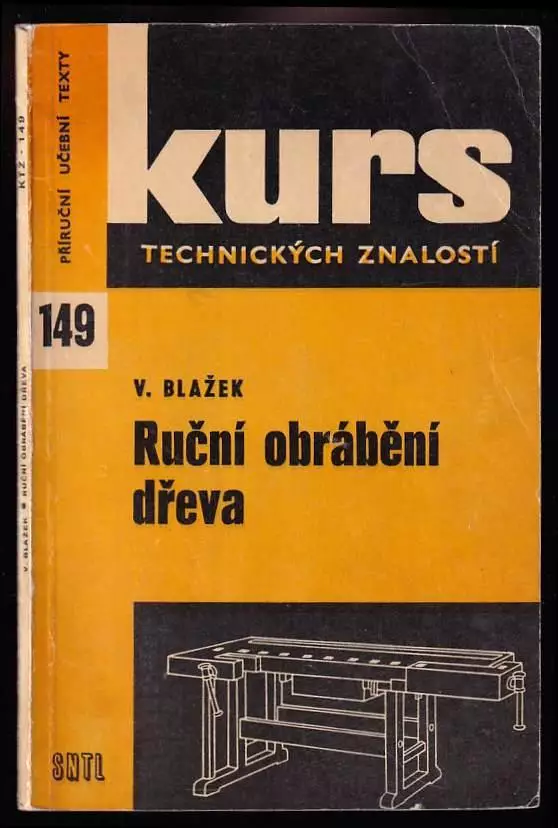 KTZ - 149
V. BLAŽEK • RUČNÍ OBRÁBĚNÍ DŘEVA
PŘÍRUČNÍ UČEBNÍ TEXTY
kurs
TECHNICKÝCH ZNALOSTÍ
149
V. BLAŽEK
Ruční obrábění
dřeva
SNTL